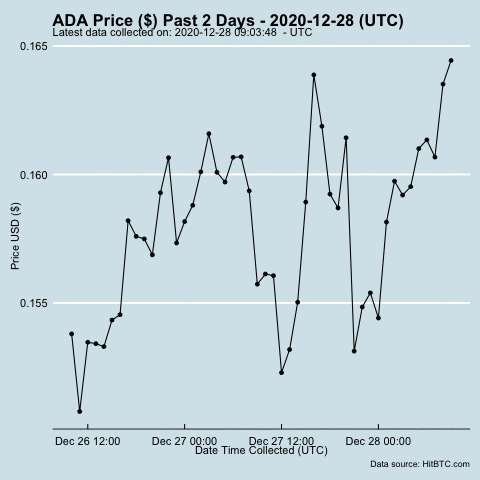 ADA Price ($) Past 2 Days - 2020-12-28 (UTC)
Latest data collected on: 2020-12-28 09:03:48  - UTC
0.165
0.160
0.155
Price USD ($)
Dec 26 12:00 Dec 27 00:00 Dec 27 12:00 Dec 28 00:00
Date Time Collected (UTC)
Data source: HitBTC.com